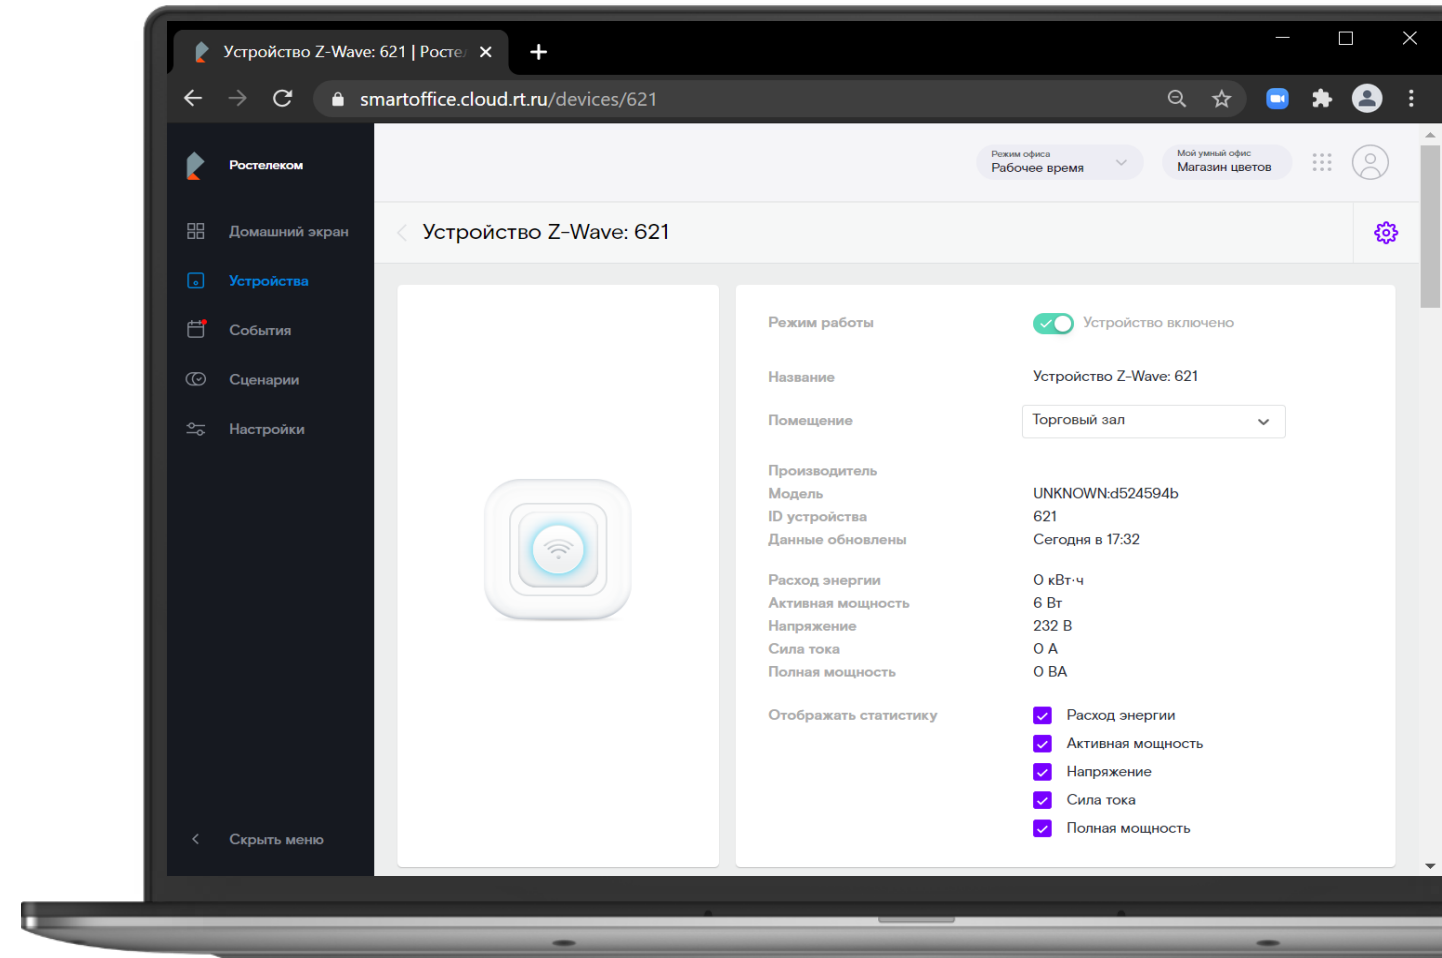 Устройство Z-Wave: 621 | Росте
smartoffice.cloud.rt.ru/devices/621
Ростелеком
Режим офиса
Рабочее время
Мой умный офис
Магазин цветов
Домашний экран
Устройства
События
Сценарии
Настройки
Скрыть меню
Устройство Z-Wave: 621
Режим работы
Устройство включено
Название
Устройство Z-Wave: 621
Помещение
Торговый зал
Производитель
Модель
UNKNOWN:d524594b
ID устройства
621
Данные обновлены
Сегодня в 17:32
Расход энергии
0 кВт·ч
Активная мощность
6 Вт
Напряжение
232 В
Сила тока
0 А
Полная мощность
0 ВА
Отображать статистику
Расход энергии
Активная мощность
Напряжение
Сила тока
Полная мощность